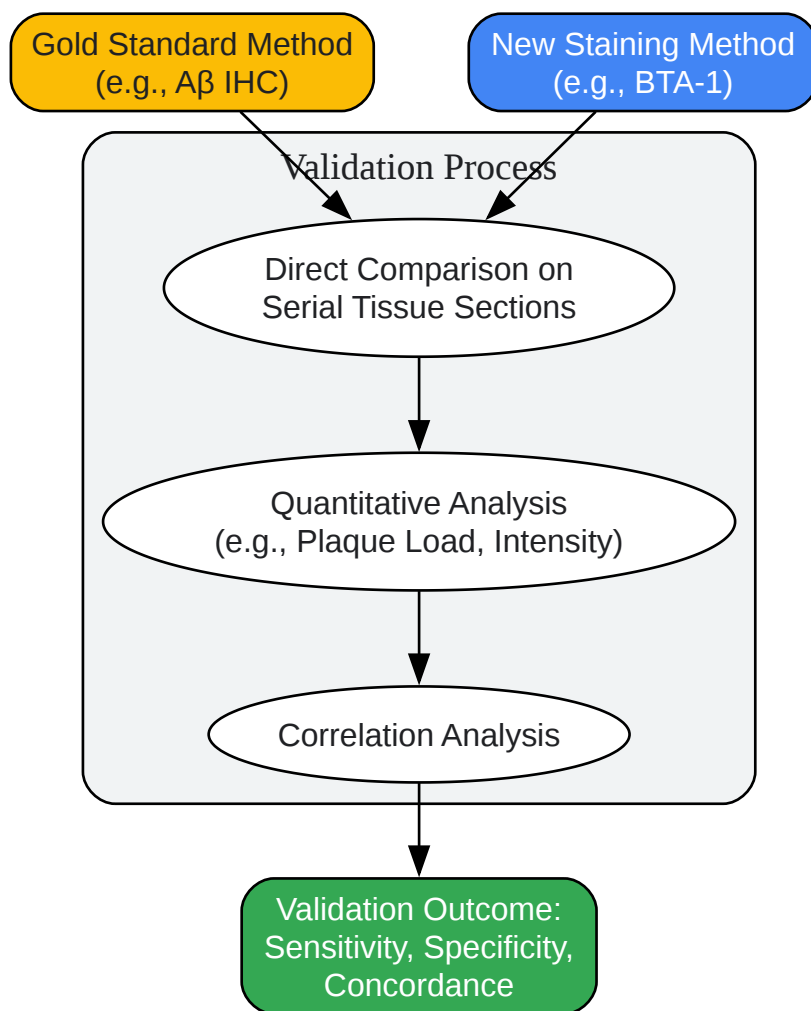 Gold Standard Method
(e.g., Aβ IHC)
New Staining Method
(e.g., BTA-1)
Validation Process
Direct Comparison on
Serial Tissue Sections
Quantitative Analysis
(e.g., Plaque Load, Intensity)
Correlation Analysis
Validation Outcome:
Sensitivity, Specificity,
Concordance